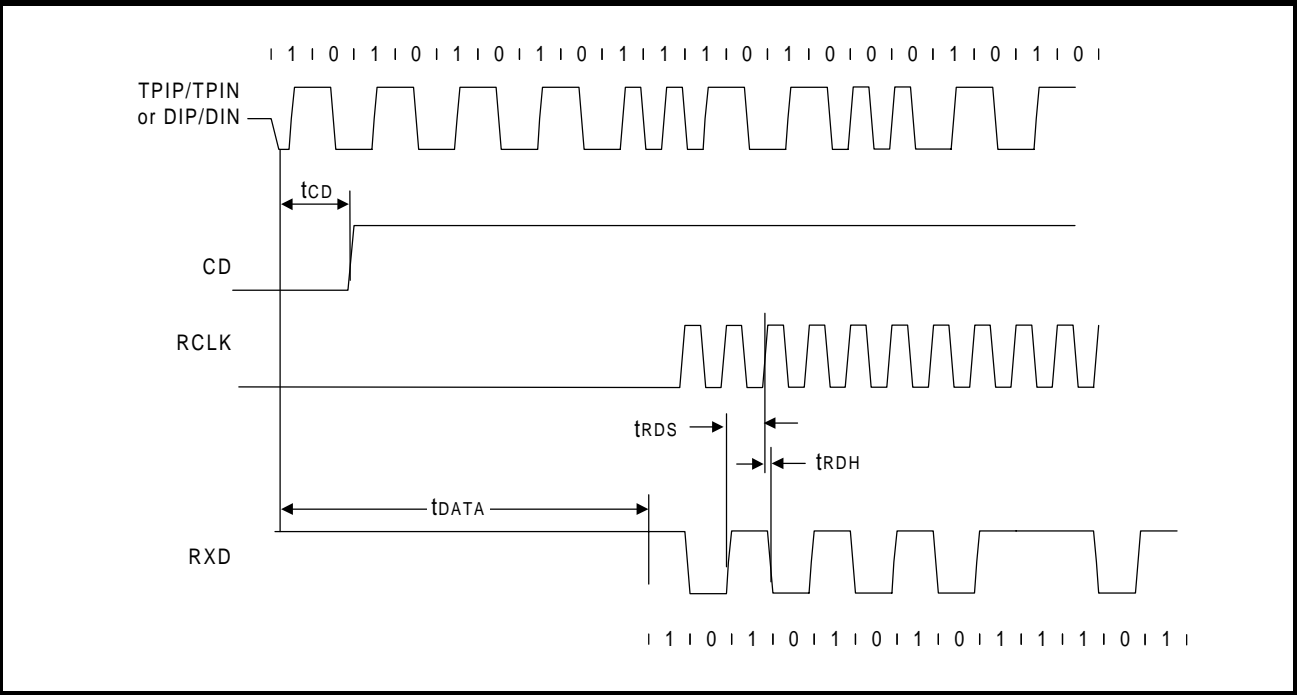 1 0 1 0 1 0 1 0 1 1 1 0 1 0 0 0 1 0 1 0
TPIP/TPIN
or DIP/DIN
tCD
CD
RCLK
tRDS
tRDH
tDATA
RXD
1 0 1 0 1 0 1 0 1 1 1 0 1